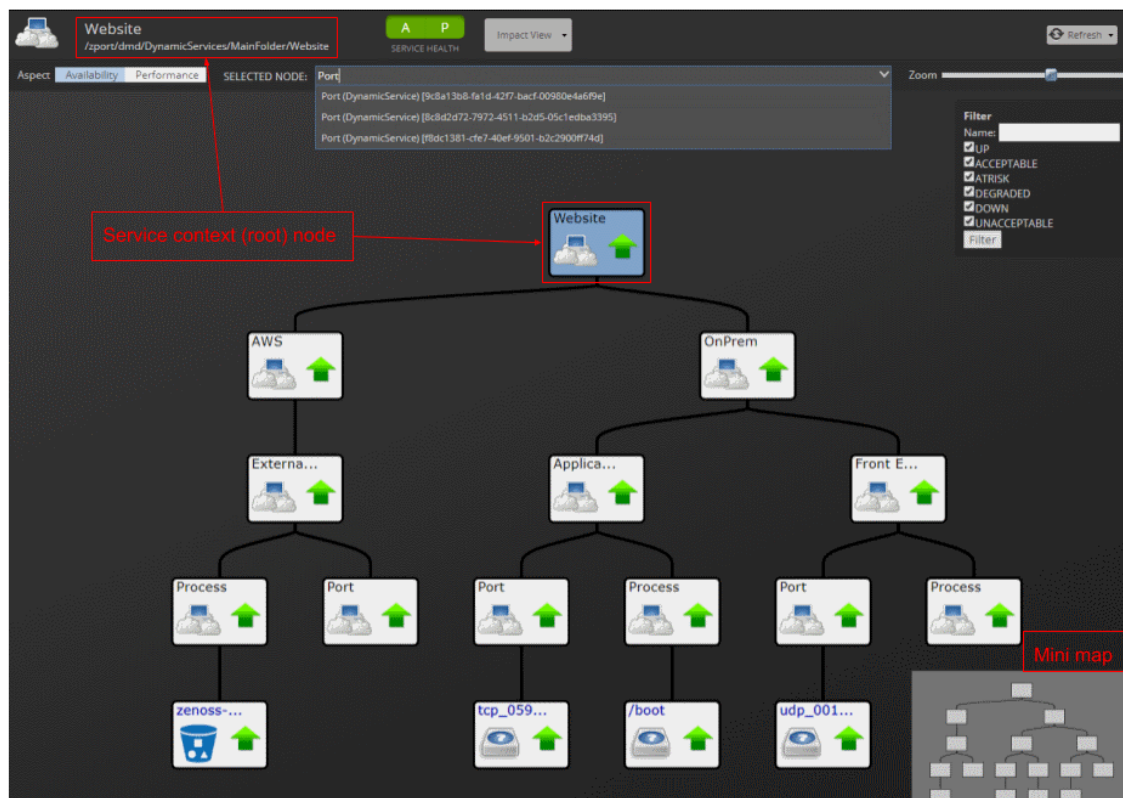 Website
/zport/dmd/DynamicServices/MainFolder/Website
A P
SERVICE HEALTH
Impact View
Refresh
Aspect Availability Performance SELECTED NODE: Port
Zoom
Port (DynamicService) [9c8a13b8-fa1d-42f7-bacf-00980e4a6f9e]
Port (DynamicService) [8c8d2d72-7972-4511-b2d5-05c1edba3395]
Port (DynamicService) [f8dc1381-cfe7-40ef-9501-b2c2900ff74d]
Filter
Name:
UP
ACCEPTABLE
ATRISK
DEGRADED
DOWN
UNACCEPTABLE
Filter
Service context (root) node
Website
AWS
OnPrem
Externa...
Applica...
Front E...
Process
Port
Port
Process
Port
Process
Mini map
zenoss-...
tcp_059...
/boot
udp_001...